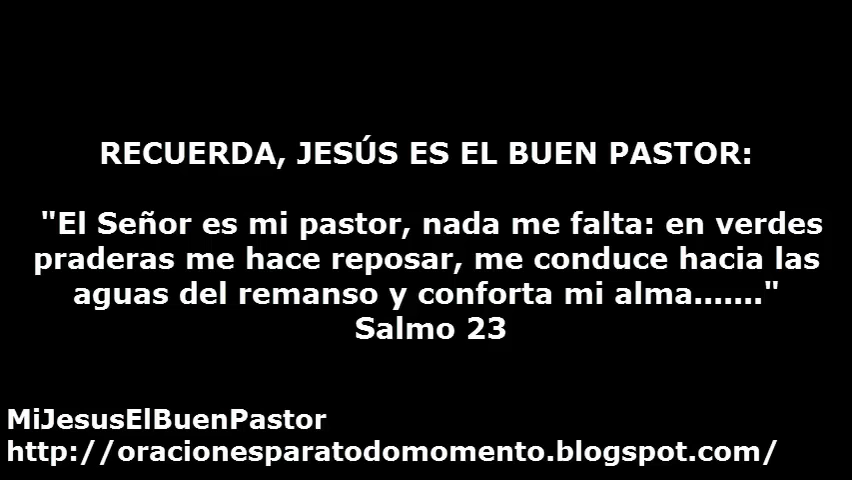 RECUERDA, JESÚS ES EL BUEN PASTOR:
"El Señor es mi pastor, nada me falta: en verdes
praderas me hace reposar, me conduce hacia las
aguas del remanso y conforta mi alma......."
Salmo 23
MiJesusElBuenPastor
http://oracionesparatodomomento.blogspot.com/